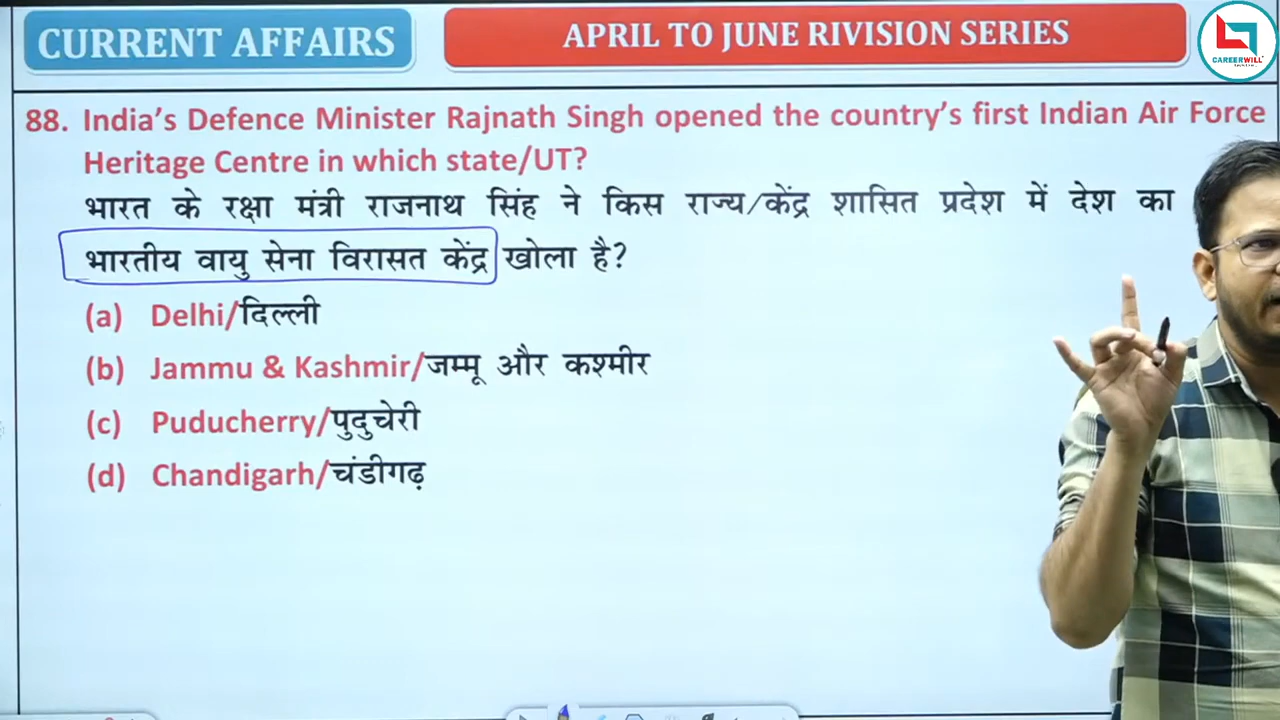 CURRENT AFFAIRS
APRIL TO JUNE RIVISION SERIES
CAREERWILL
88. India's Defence Minister Rajnath Singh opened the country's first Indian Air Force
Heritage Centre in which state/UT?
भारत के रक्षा मंत्री राजनाथ सिंह ने किस राज्य/केंद्र शासित प्रदेश में देश का
भारतीय वायु सेना विरासत केंद्र खोला है?
(a) Delhi/दिल्ली
(b) Jammu & Kashmir/जम्मू और कश्मीर
(c) Puducherry/पुदुचेरी
(d) Chandigarh/चंडीगढ़